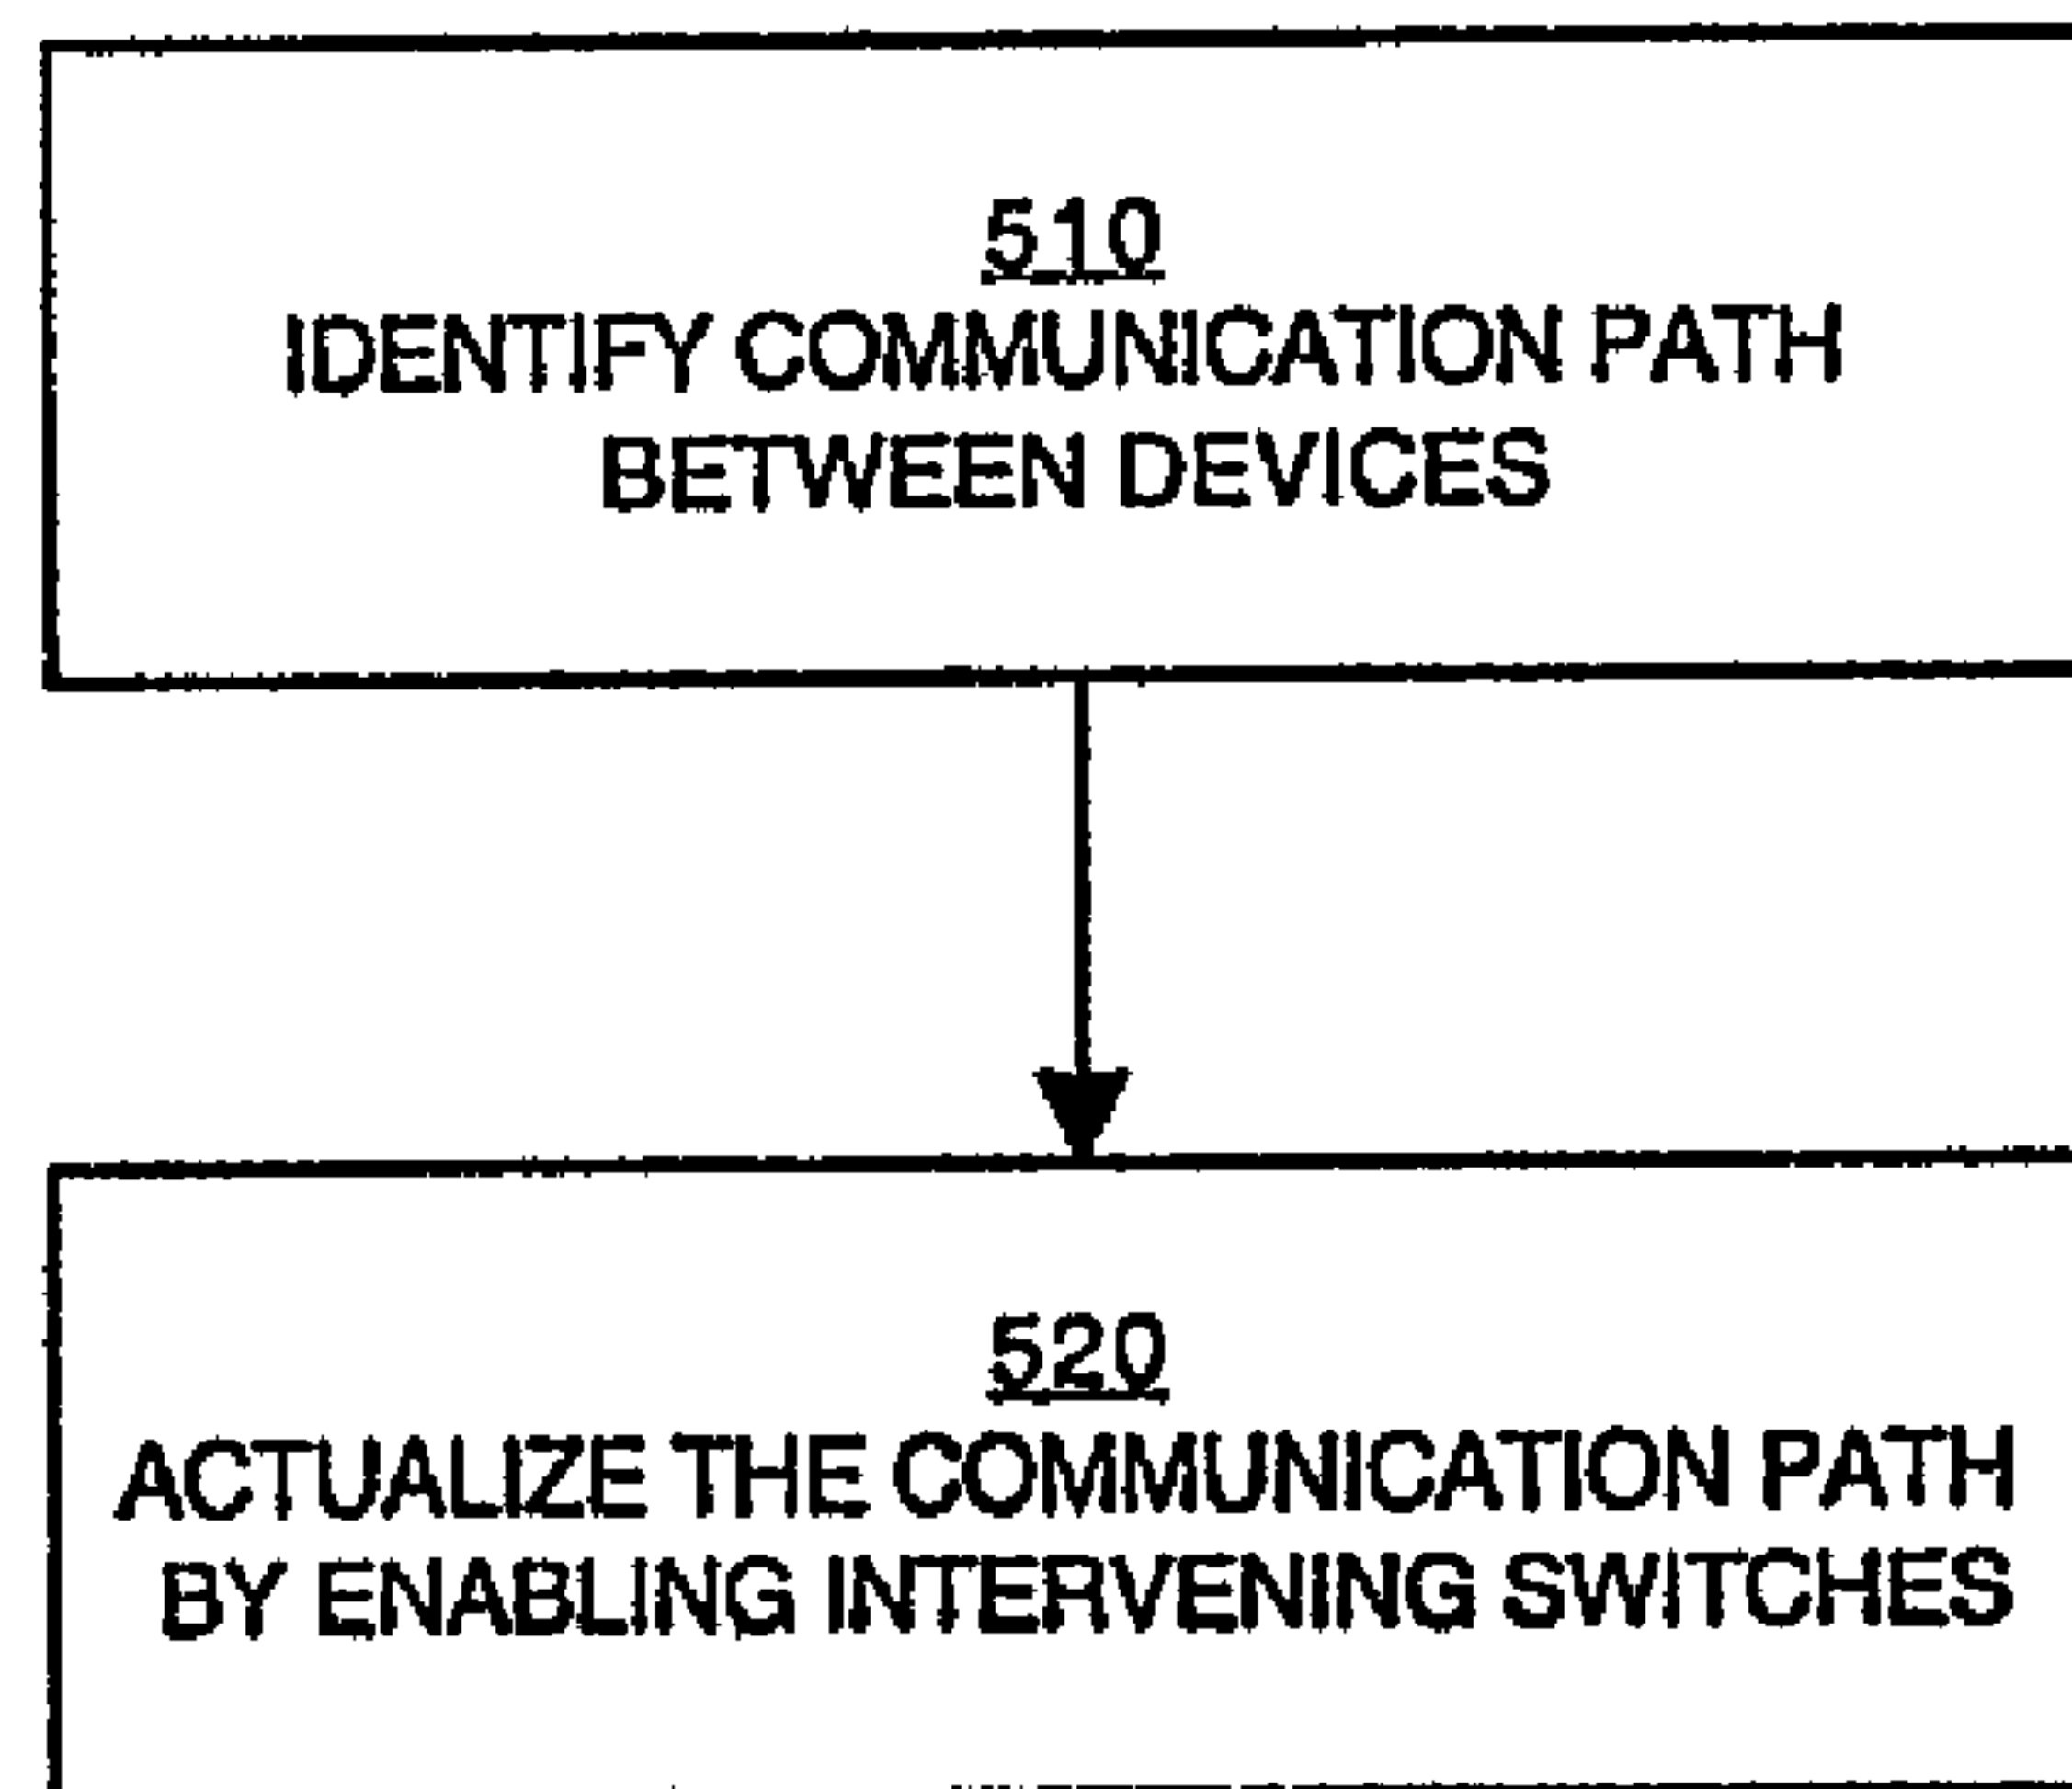 510
IDENTIFY COMMUNICATION PATH
BETWEEN DEVICES
520
ACTUALIZE THE COMMUNICATION PATH
BY ENABLING INTERVENING SWITCHES